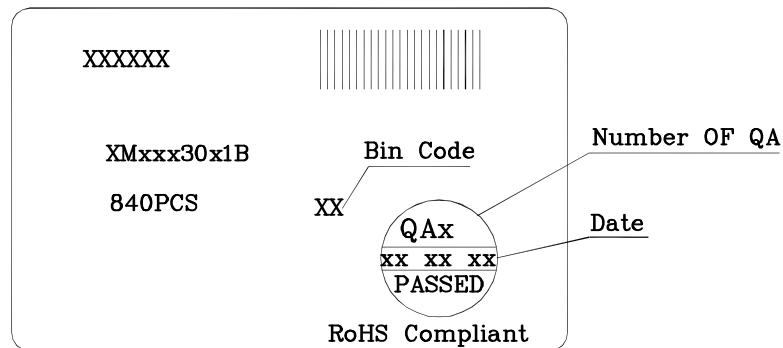 XXXXXX
Number OF QA
XMxxx30x1B
Bin Code
840PCS
XX
QAx
Date
xx xx xx
PASSED
RoHS Compliant